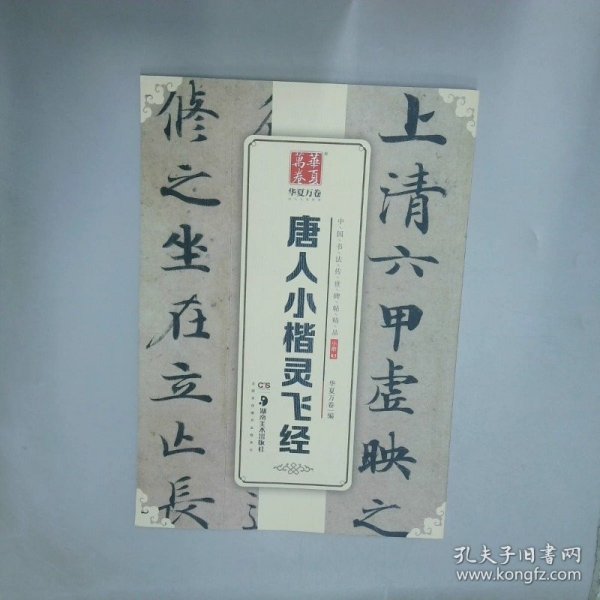 上清六甲虚映之
修之坐在立止長
華夏
萬卷
华夏万卷
中国书法传世碑帖精品
唐人小楷灵飞经
华夏万卷 编
CS
湖南美术出版社
孔夫子旧书网
www.kongfz.com